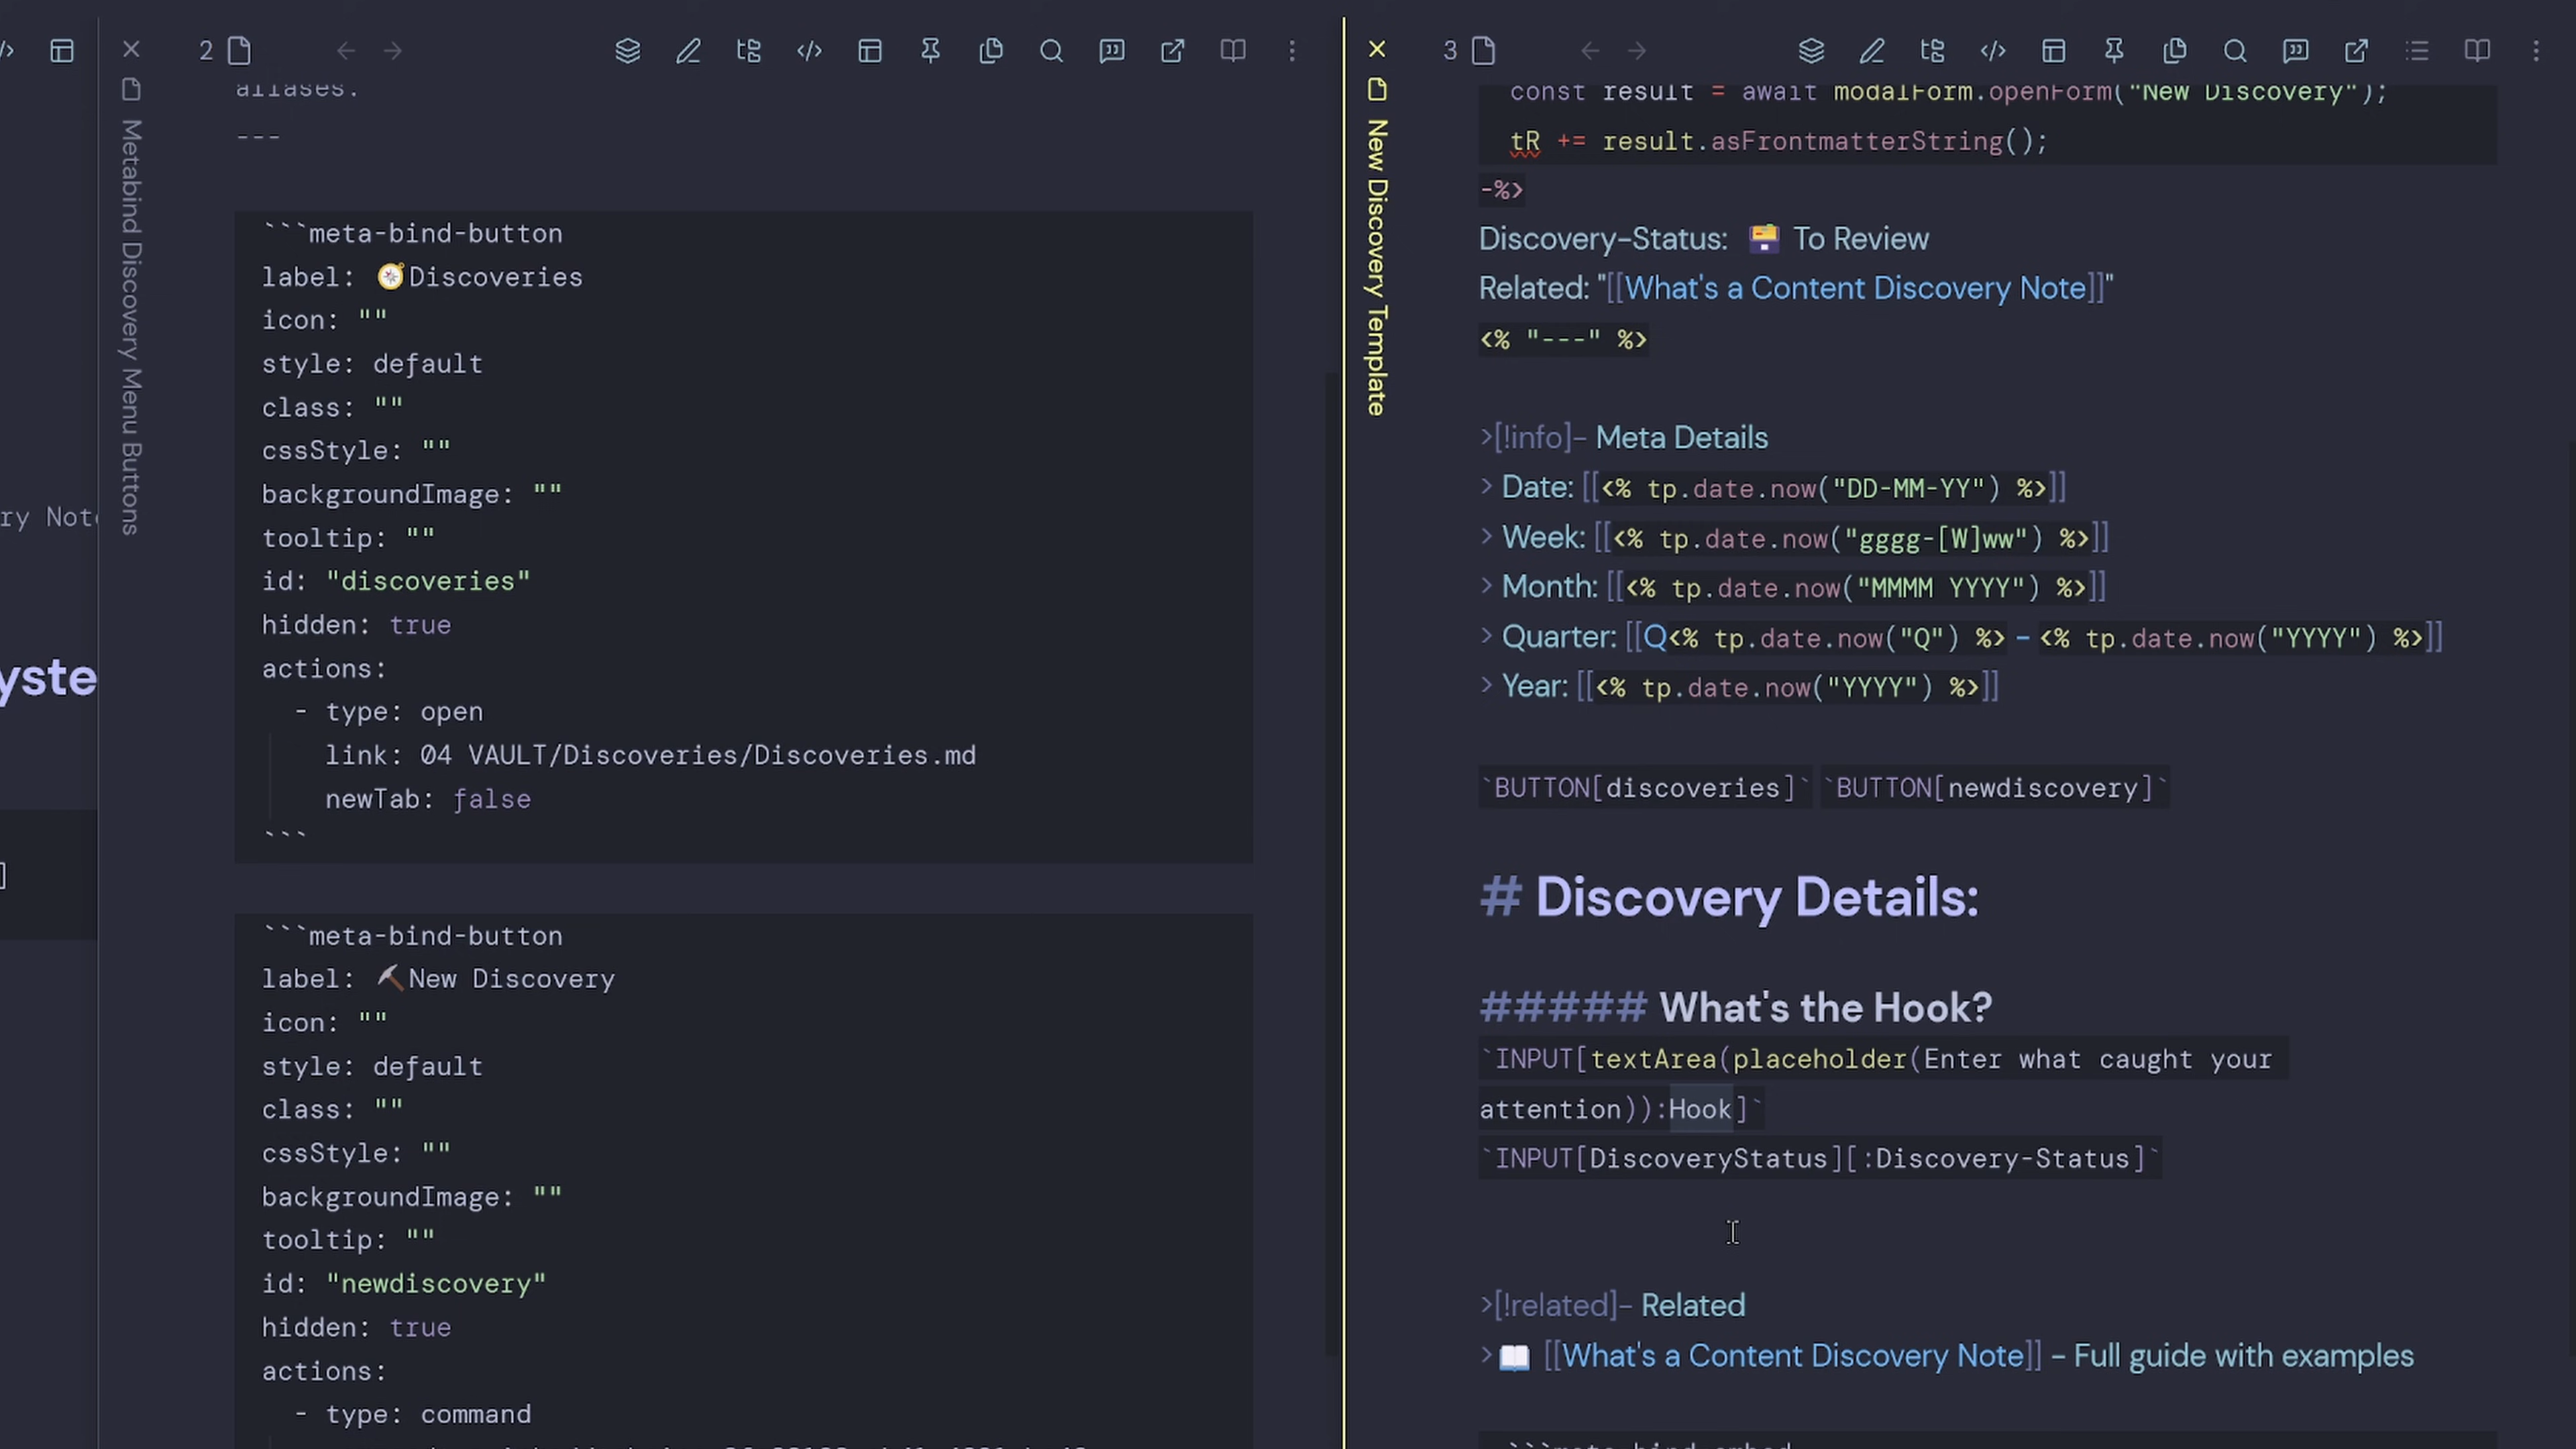 ry Not
yste
]
Metabind Discovery Menu Buttons
2
aliases:
---
```meta-bind-button
label: 🧭Discoveries
icon: ""
style: default
class: ""
cssStyle: ""
backgroundImage: ""
tooltip: ""
id: "discoveries"
hidden: true
actions:
- type: open
link: 04 VAULT/Discoveries/Discoveries.md
newTab: false
```
```meta-bind-button
label: ⛏️New Discovery
icon: ""
style: default
class: ""
cssStyle: ""
backgroundImage: ""
tooltip: ""
id: "newdiscovery"
hidden: true
actions:
- type: command
New Discovery Template
3
const result = await modalForm.openForm("New Discovery");
tR += result.asFrontmatterString();
-%>
Discovery-Status: 🗃️ To Review
Related: "[[What's a Content Discovery Note]]"
<% "---" %>
>[!info]- Meta Details
> Date: [[<% tp.date.now("DD-MM-YY") %>]]
> Week: [[<% tp.date.now("gggg-[W]ww") %>]]
> Month: [[<% tp.date.now("MMMM YYYY") %>]]
> Quarter: [[Q<% tp.date.now("Q") %> - <% tp.date.now("YYYY") %>]]
> Year: [[<% tp.date.now("YYYY") %>]]
`BUTTON[discoveries]` `BUTTON[newdiscovery]`
# Discovery Details:
##### What's the Hook?
`INPUT[textArea(placeholder(Enter what caught your
attention)):Hook]`
`INPUT[DiscoveryStatus][:Discovery-Status]`
>[!related]- Related
>📖 [[What's a Content Discovery Note]] - Full guide with examples
```meta-bind-embed